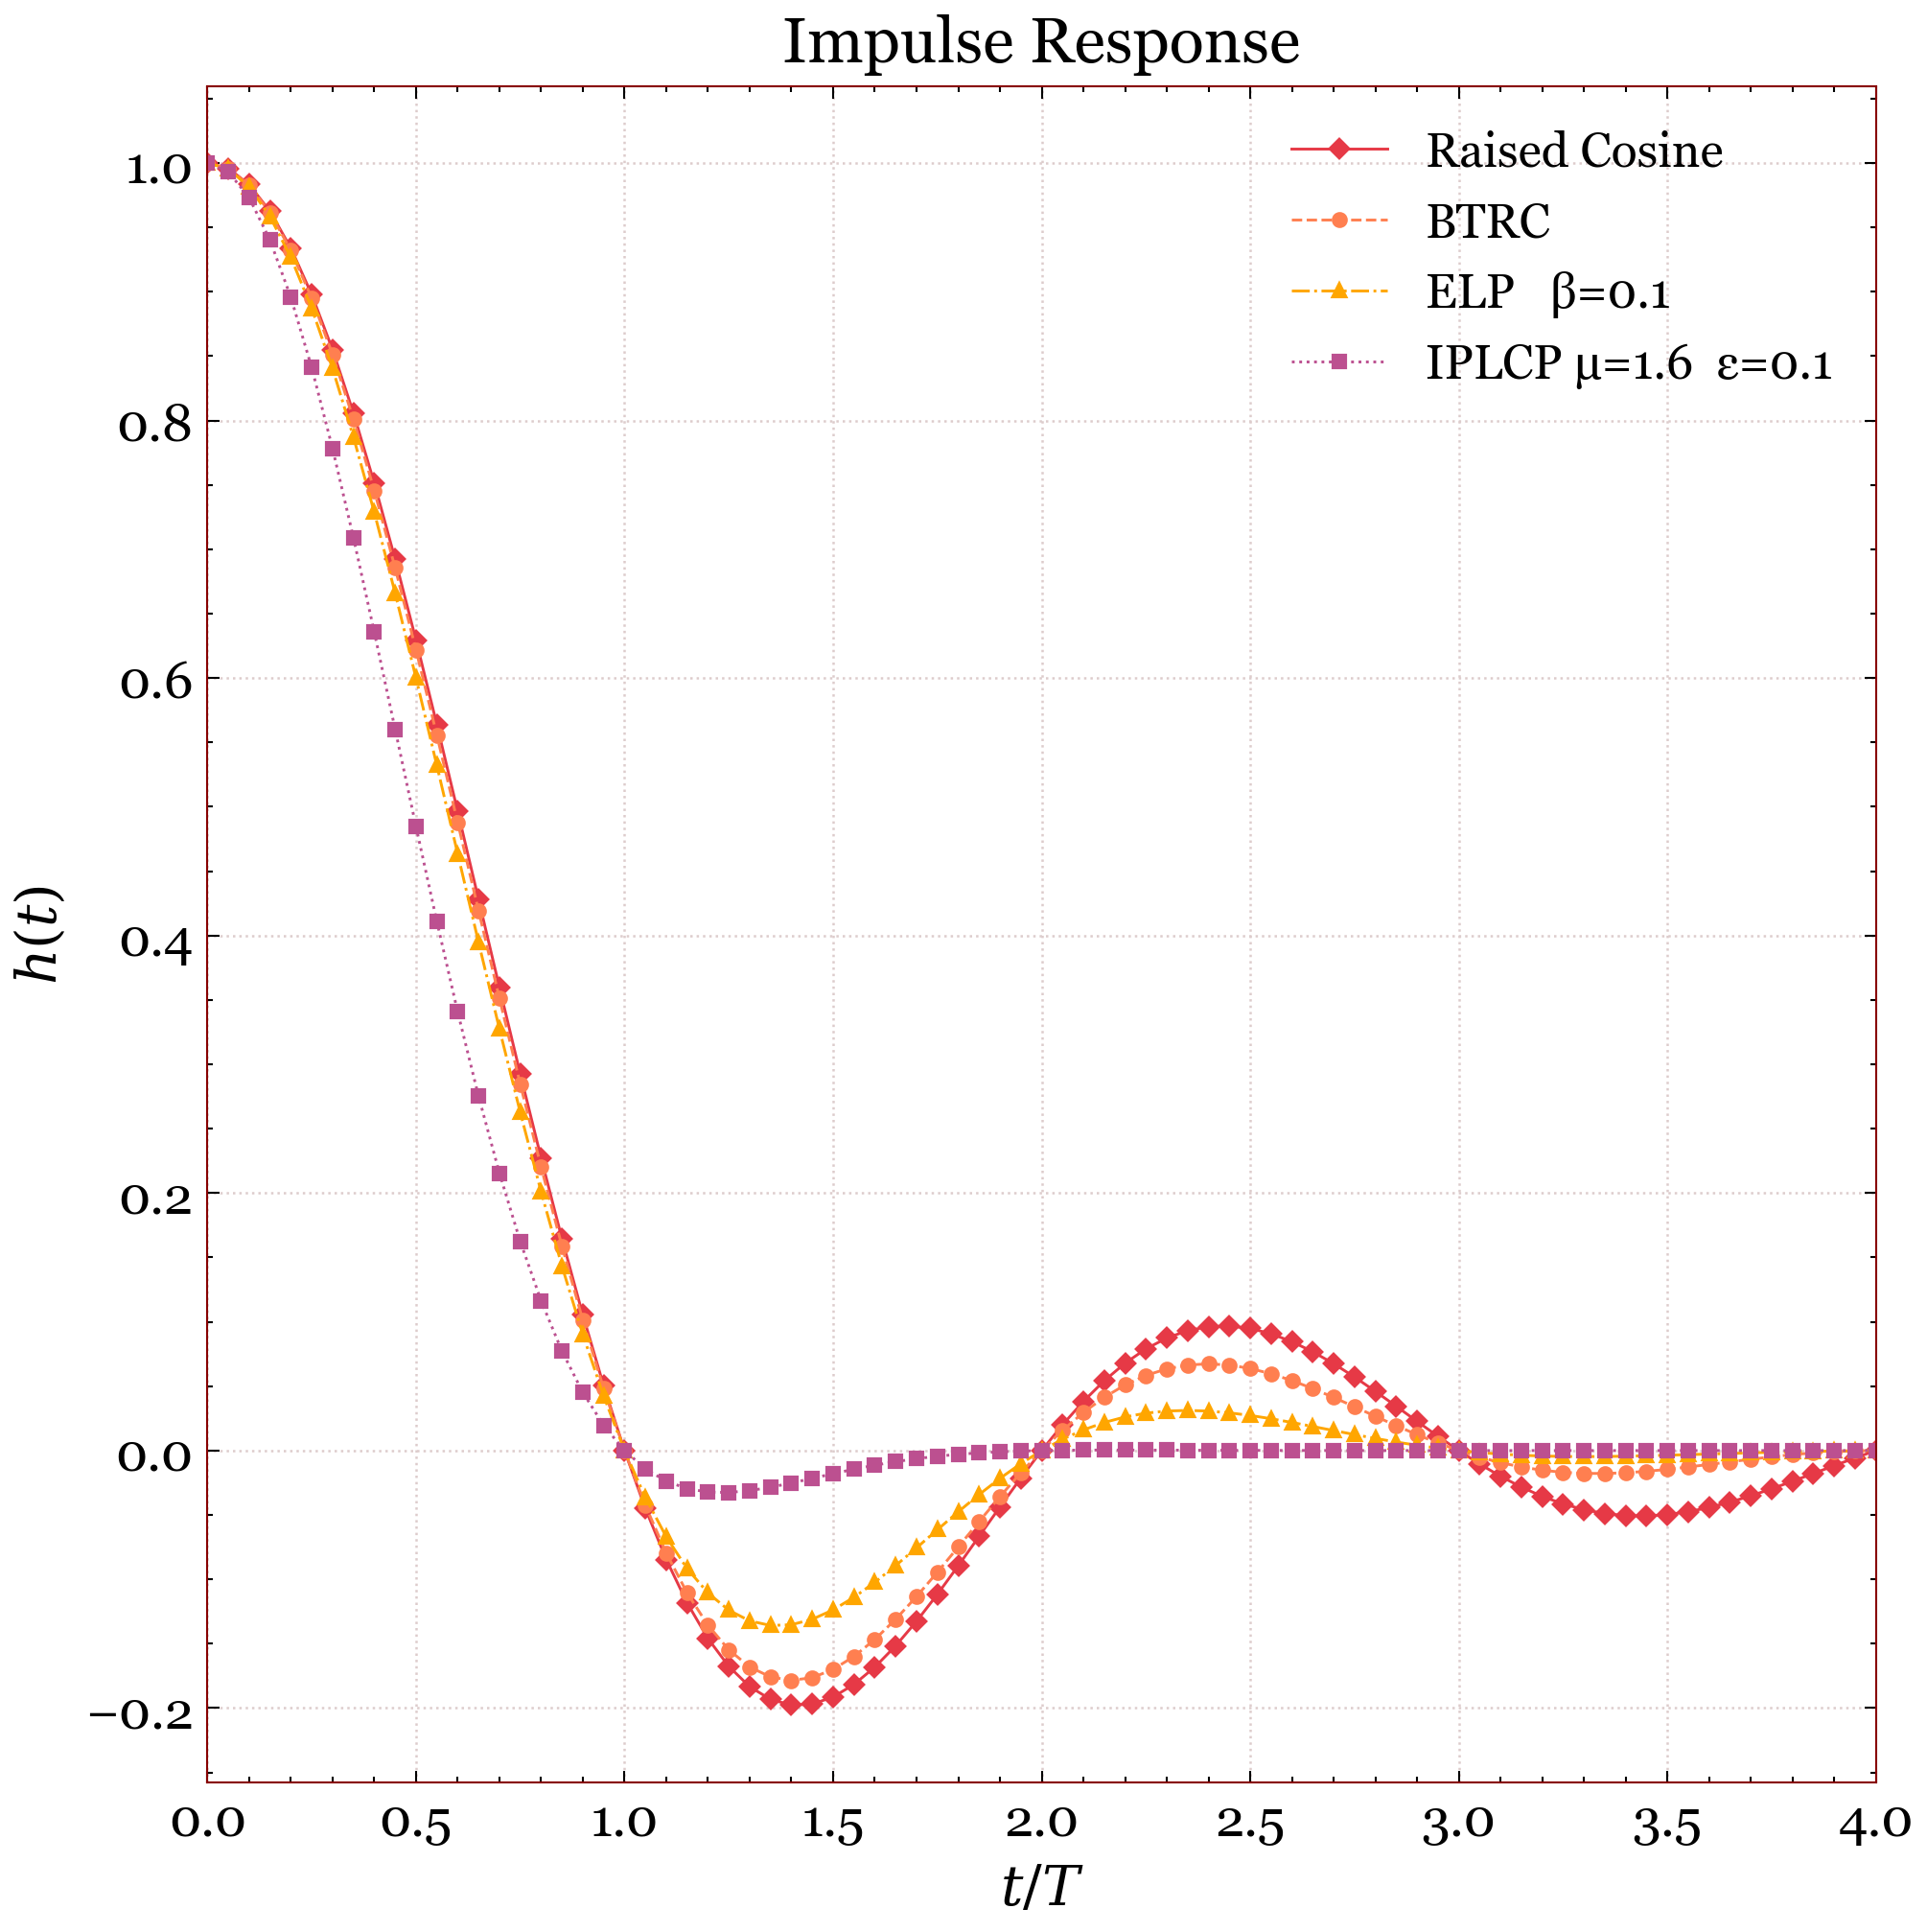 Impulse Response
Raised Cosine
BTRC
ELP β=0.1
IPLCP μ=1.6 ε=0.1
h(t)
1.0
0.8
0.6
0.4
0.2
0.0
−0.2
0.0 0.5 1.0 1.5 2.0 2.5 3.0 3.5 4.0
t/T